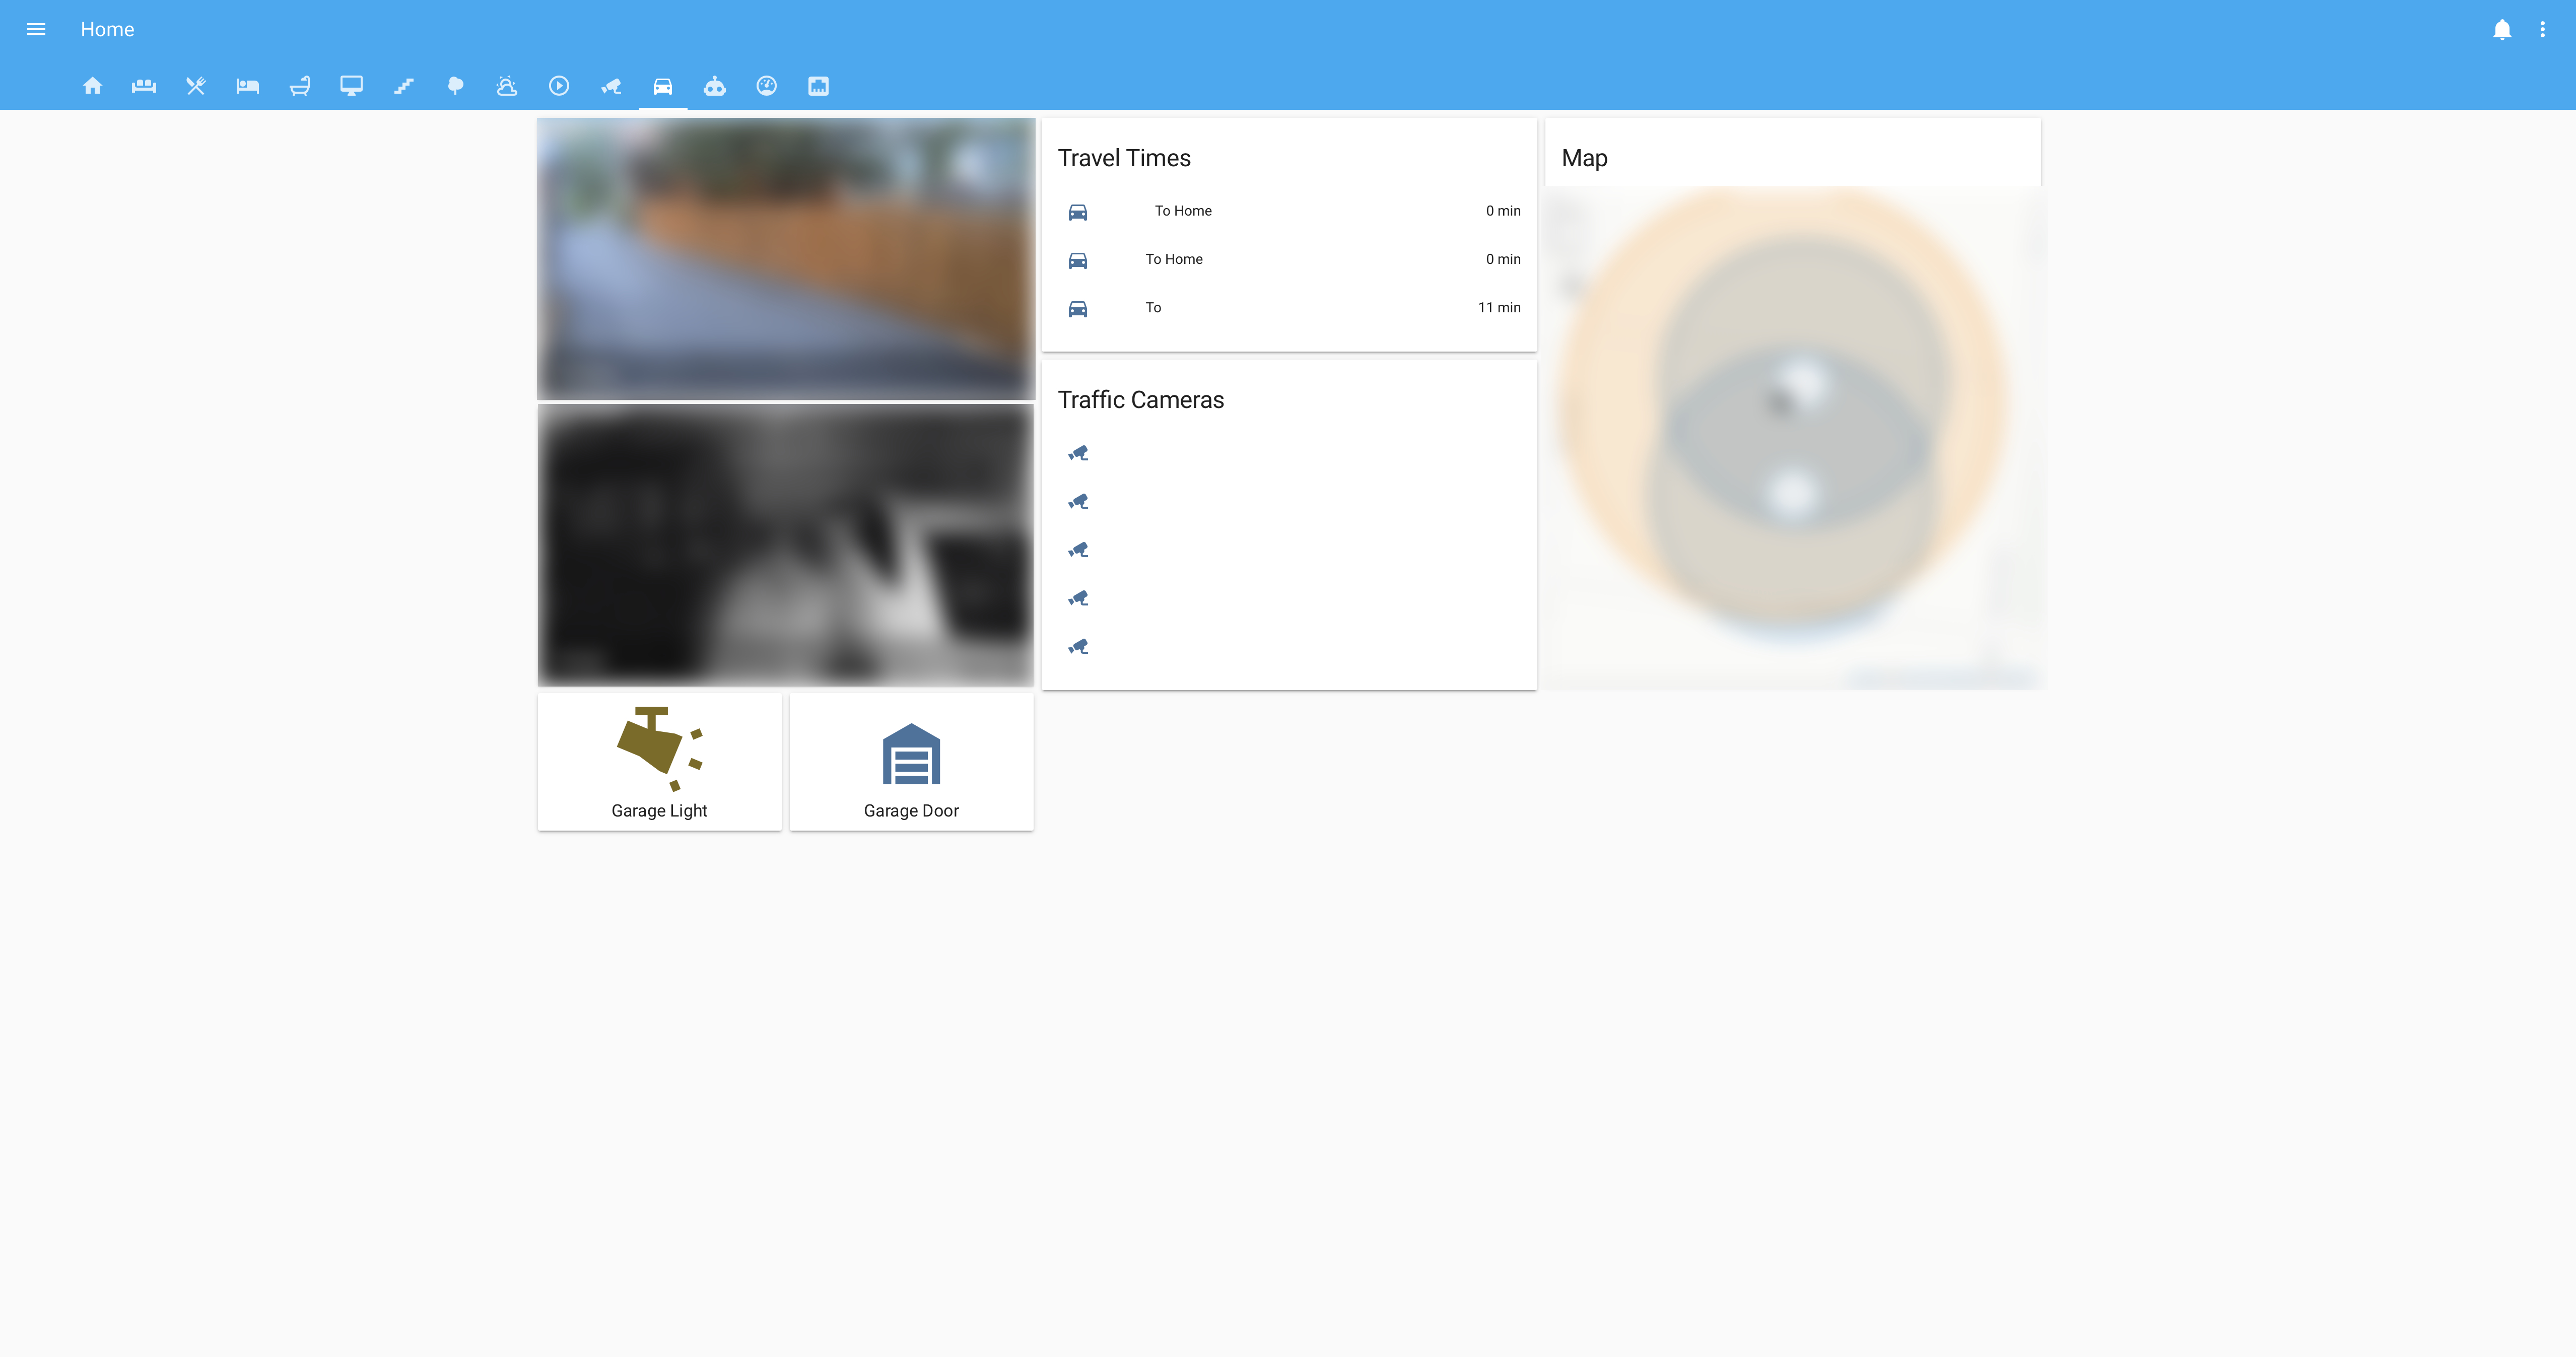 Home
Travel Times
To Home 0 min
To Home 0 min
To 11 min
Traffic Cameras
Map
Garage Light
Garage Door